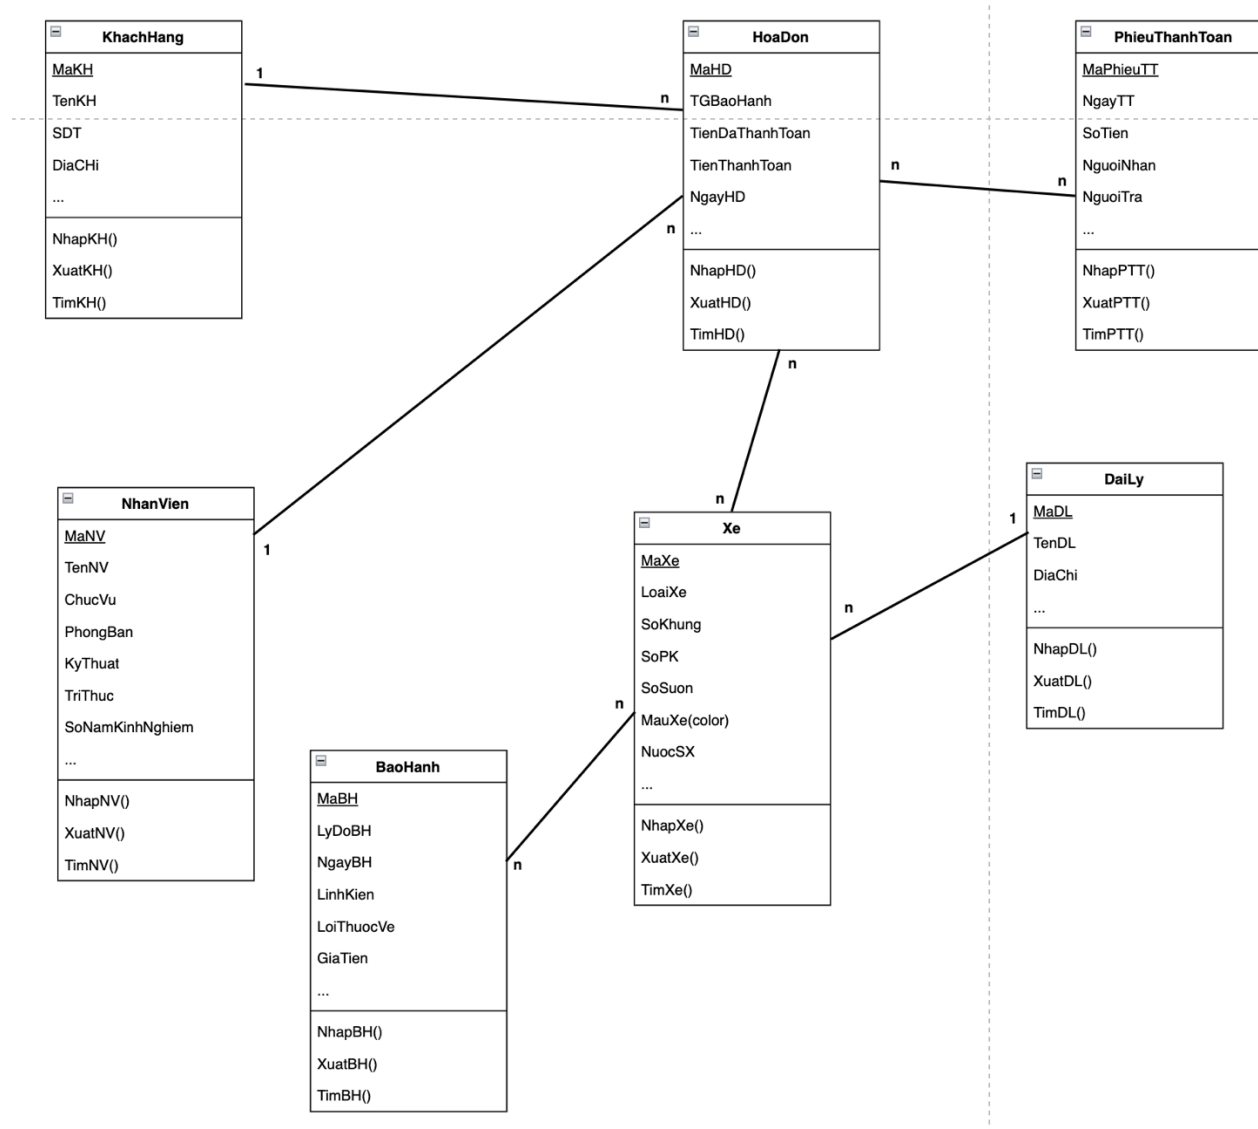 KhachHang
MaKH
TenKH
SDT
DiaCHi
...
NhapKH()
XuatKH()
TimKH()
1
n
HoaDon
MaHD
TGBaoHanh
TienDaThanhToan
TienThanhToan
NgayHD
...
NhapHD()
XuatHD()
TimHD()
n
n
n
PhieuThanhToan
MaPhieuTT
NgayTT
SoTien
NguoiNhan
NguoiTra
...
NhapPTT()
XuatPTT()
TimPTT()
n
NhanVien
MaNV
TenNV
ChucVu
PhongBan
KyThuat
TriThuc
SoNamKinhNghiem
...
NhapNV()
XuatNV()
TimNV()
1
n
Xe
MaXe
LoaiXe
SoKhung
SoPK
SoSuon
MauXe(color)
NuocSX
...
NhapXe()
XuatXe()
TimXe()
n
n
1
DaiLy
MaDL
TenDL
DiaChi
...
NhapDL()
XuatDL()
TimDL()
BaoHanh
MaBH
LyDoBH
NgayBH
LinhKien
LoiThuocVe
GiaTien
...
NhapBH()
XuatBH()
TimBH()
n